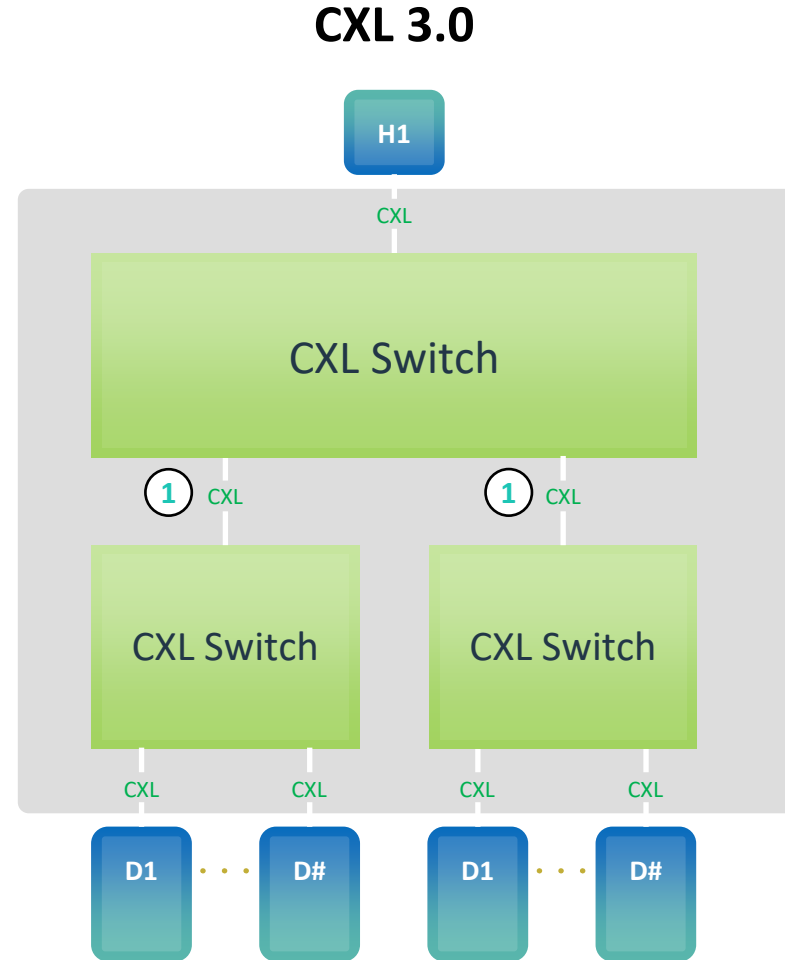 CXL 3.0
H1
CXL
CXL Switch
1 CXL 1 CXL
CXL Switch CXL Switch
CXL CXL CXL CXL
D1 . . . D# D1 . . . D#